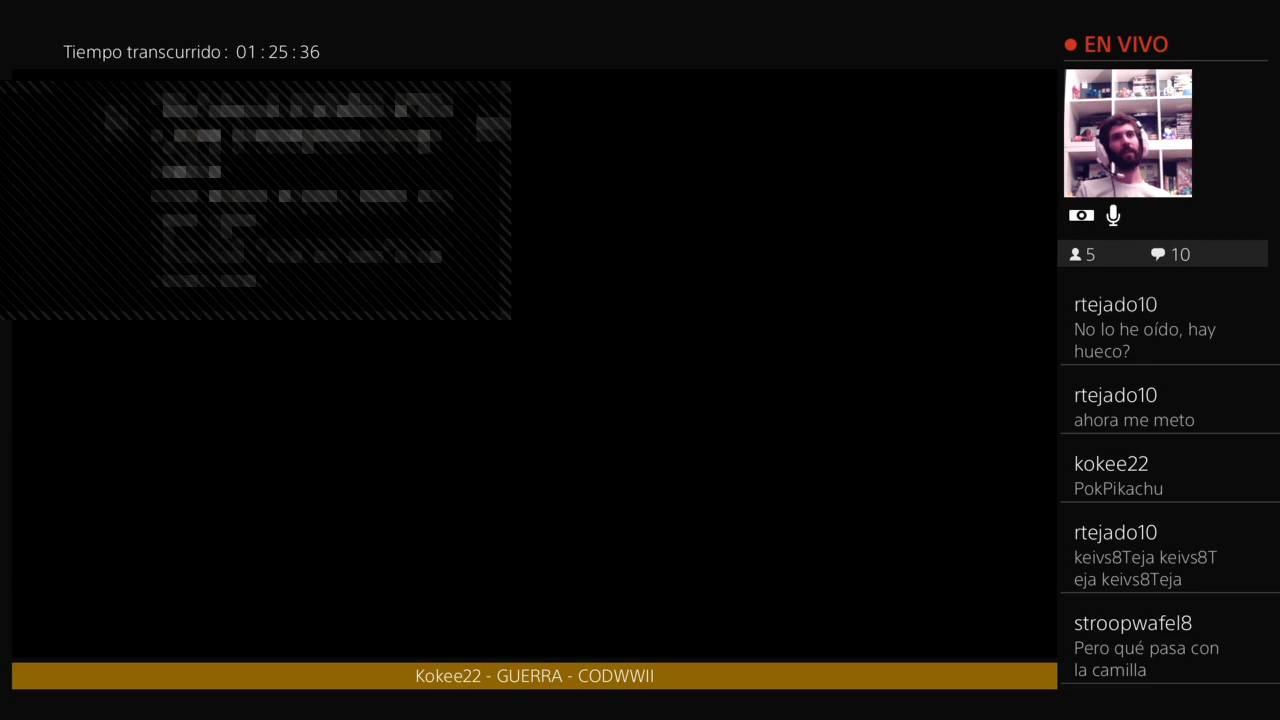 Tiempo transcurrido : 01 : 25 : 36
EN VIVO
5 10
rtejado10
No lo he oído, hay
hueco?
rtejado10
ahora me meto
kokee22
PokPikachu
rtejado10
keivs8Teja keivs8T
eja keivs8Teja
stroopwafel8
Pero qué pasa con
la camilla
Kokee22 - GUERRA - CODWWII